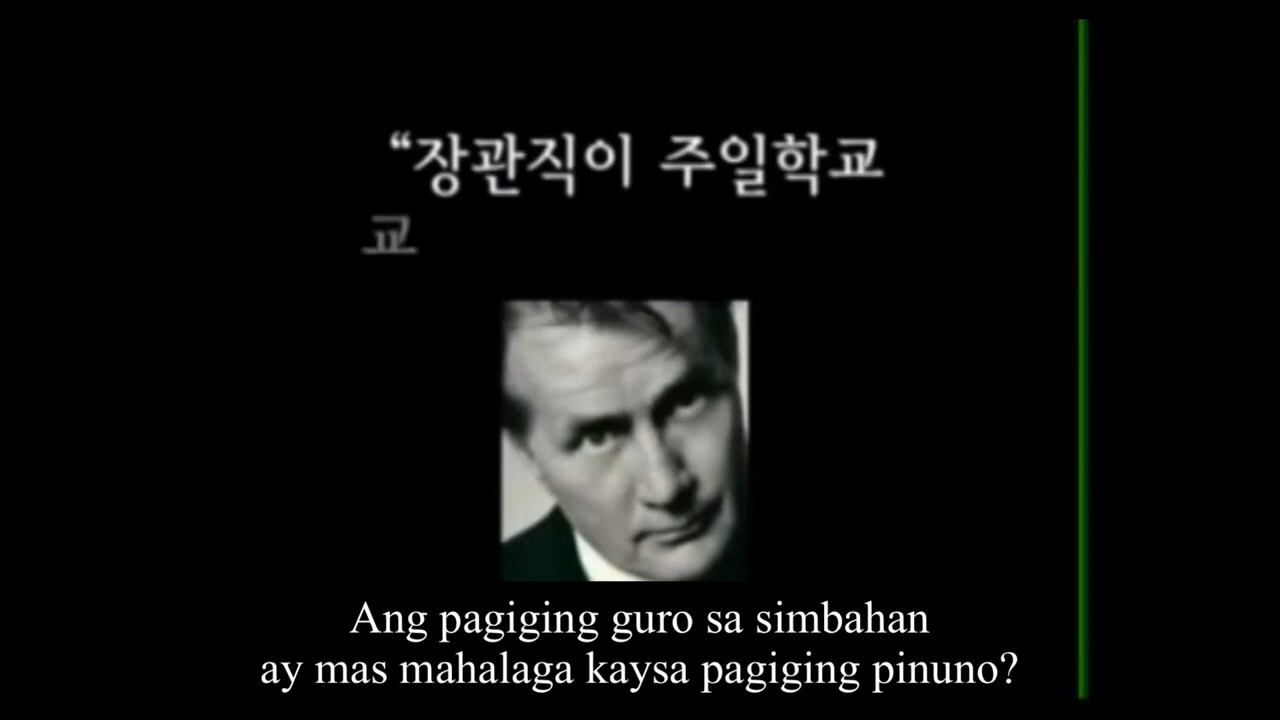 “장관직이 주일학교
교
Ang pagiging guro sa simbahan
ay mas mahalaga kaysa pagiging pinuno?